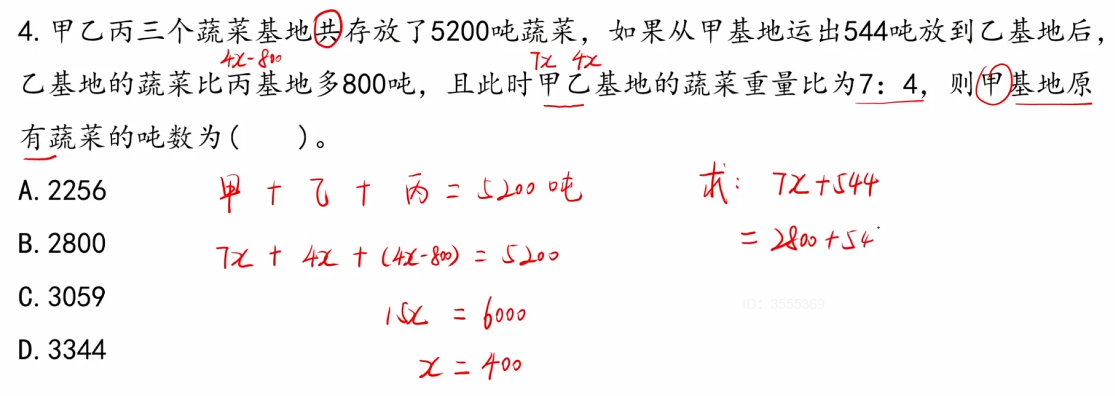 4. 甲乙丙三个蔬菜基地共存放了5200吨蔬菜，如果从甲基地运出544吨放到乙基地后，
4x-800 7x 4x
乙基地的蔬菜比丙基地多800吨，且此时甲乙基地的蔬菜重量比为7：4，则甲基地原
有蔬菜的吨数为(    )。
A. 2256
甲 + 乙 + 丙 = 5200吨
求: 7x+544
B. 2800
7x + 4x + (4x-800) = 5200
= 2800+54
C. 3059
15x = 6000
ID: 3555369
D. 3344
x = 400